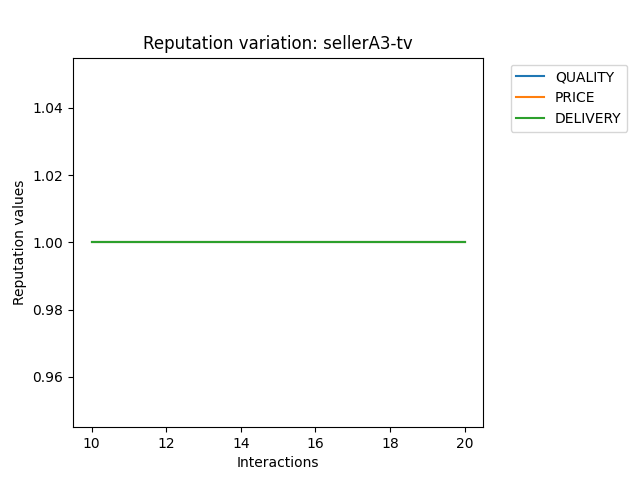 Reputation variation: sellerA3-tv
QUALITY
PRICE
DELIVERY
Reputation values
1.04
1.02
1.00
0.98
0.96
10 12 14 16 18 20
Interactions